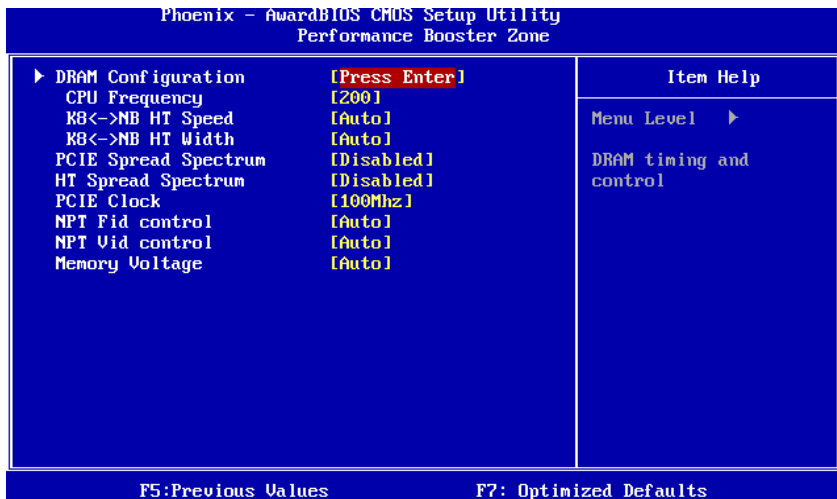 Phoenix - AwardBIOS CMOS Setup Utility
Performance Booster Zone
DRAM Configuration [Press Enter]
CPU Frequency [200]
K8<->NB HT Speed [Auto]
K8<->NB HT Width [Auto]
PCIE Spread Spectrum [Disabled]
HT Spread Spectrum [Disabled]
PCIE Clock [100Mhz]
NPT Fid control [Auto]
NPT Vid control [Auto]
Memory Voltage [Auto]
Item Help
Menu Level
DRAM timing and
control
F5:Previous Values F7: Optimized Defaults